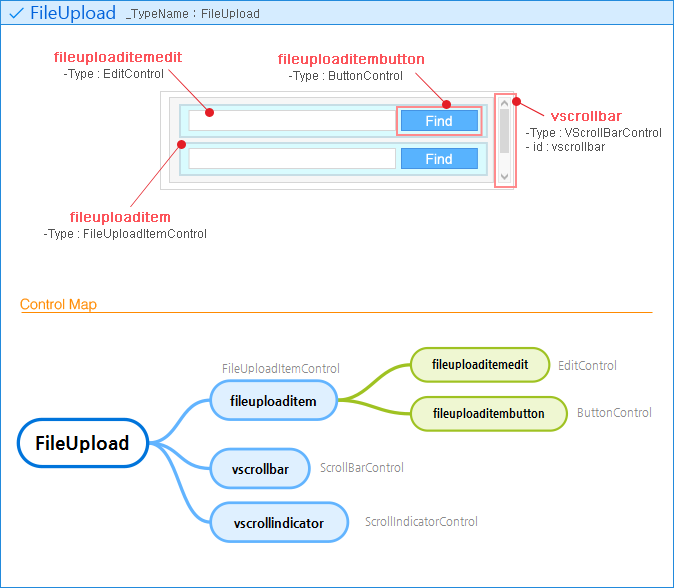 FileUpload _TypeName : FileUpload
fileuploaditemedit
-Type : EditControl
fileuploaditembutton
-Type : ButtonControl
Find
vscrollbar
-Type : VScrollBarControl
- id : vscrollbar
Find
fileuploaditem
-Type : FileUploadItemControl
Control Map
FileUploadItemControl
fileuploaditem
fileuploaditemedit
EditControl
fileuploaditembutton
ButtonControl
FileUpload
vscrollbar
ScrollBarControl
vscrollindicator
ScrollIndicatorControl